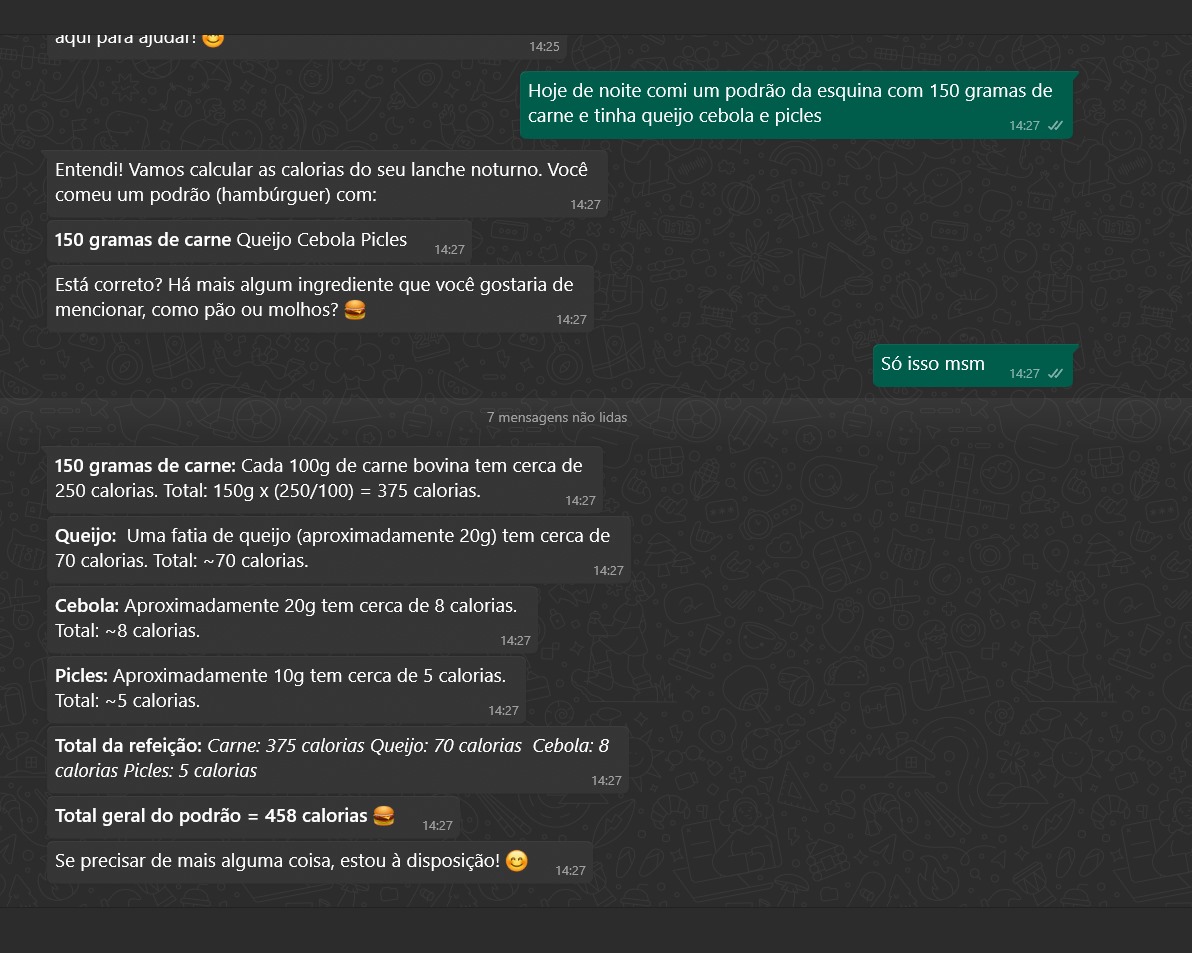 aqui para ajudar! 😊
14:25
Hoje de noite comi um podrão da esquina com 150 gramas de
carne e tinha queijo cebola e picles
14:27
Entendi! Vamos calcular as calorias do seu lanche noturno. Você
comeu um podrão (hambúrguer) com:
14:27
150 gramas de carne Queijo Cebola Picles
14:27
Está correto? Há mais algum ingrediente que você gostaria de
mencionar, como pão ou molhos? 🍔
14:27
Só isso msm
14:27
7 mensagens não lidas
150 gramas de carne: Cada 100g de carne bovina tem cerca de
250 calorias. Total: 150g x (250/100) = 375 calorias.
14:27
Queijo: Uma fatia de queijo (aproximadamente 20g) tem cerca de
70 calorias. Total: ~70 calorias.
14:27
Cebola: Aproximadamente 20g tem cerca de 8 calorias.
Total: ~8 calorias.
14:27
Picles: Aproximadamente 10g tem cerca de 5 calorias.
Total: ~5 calorias.
14:27
Total da refeição: Carne: 375 calorias Queijo: 70 calorias Cebola: 8
calorias Picles: 5 calorias
14:27
Total geral do podrão = 458 calorias 🍔
14:27
Se precisar de mais alguma coisa, estou à disposição! 😊
14:27